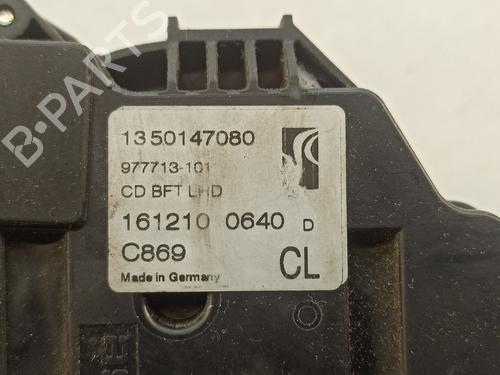 B-PARTS
1350147080
977713-101
CD BFT LHD
161210 0640 D
C869
CL
Made in Germany